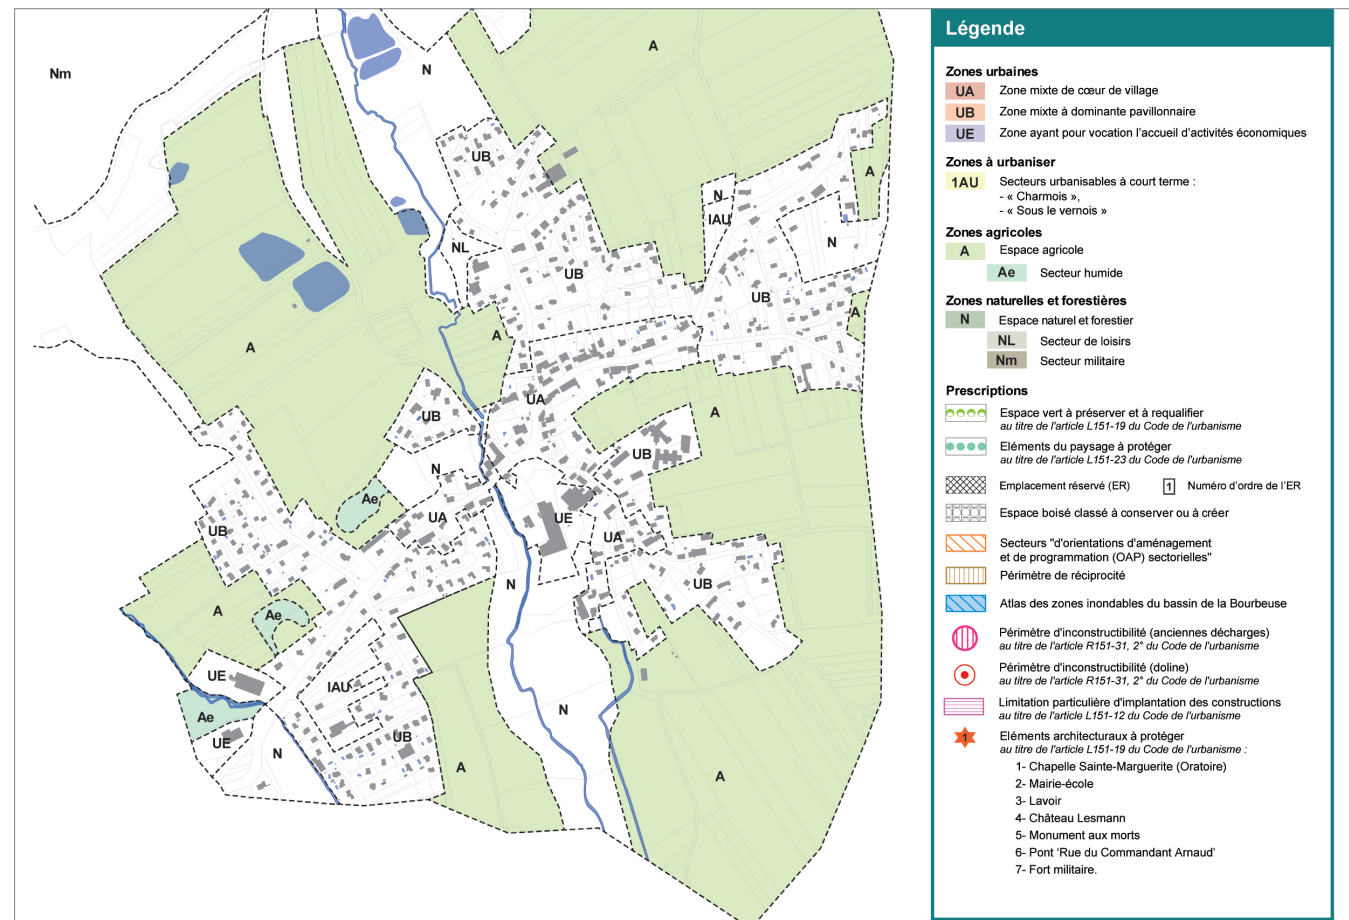 Nm
N
A
UB
A
N
IAU
N
NL
UB
UB
A
A
A
UA
A
UB
UB
N
Ae
UA
UE
UB
UA
N
UB
A
Ae
UE
IAU
Ae
UE
N
UB
N
A
A
Légende
Zones urbaines
UA Zone mixte de cœur de village
UB Zone mixte à dominante pavillonnaire
UE Zone ayant pour vocation l'accueil d'activités économiques
Zones à urbaniser
1AU Secteurs urbanisables à court terme :
- « Charmois »,
- « Sous le vernois »
Zones agricoles
A Espace agricole
Ae Secteur humide
Zones naturelles et forestières
N Espace naturel et forestier
NL Secteur de loisirs
Nm Secteur militaire
Prescriptions
Espace vert à préserver et à requalifier
au titre de l'article L151-19 du Code de l'urbanisme
Eléments du paysage à protéger
au titre de l'article L151-23 du Code de l'urbanisme
Emplacement réservé (ER) 1 Numéro d'ordre de l'ER
Espace boisé classé à conserver ou à créer
Secteurs "d'orientations d'aménagement
et de programmation (OAP) sectorielles"
Périmètre de réciprocité
Atlas des zones inondables du bassin de la Bourbeuse
Périmètre d'inconstructibilité (anciennes décharges)
au titre de l'article R151-31, 2° du Code de l'urbanisme
Périmètre d'inconstructibilité (doline)
au titre de l'article R151-31, 2° du Code de l'urbanisme
Limitation particulière d'implantation des constructions
au titre de l'article L151-12 du Code de l'urbanisme
1 Eléments architecturaux à protéger
au titre de l'article L151-19 du Code de l'urbanisme :
1- Chapelle Sainte-Marguerite (Oratoire)
2- Mairie-école
3- Lavoir
4- Château Lesmann
5- Monument aux morts
6- Pont 'Rue du Commandant Arnaud'
7- Fort militaire.